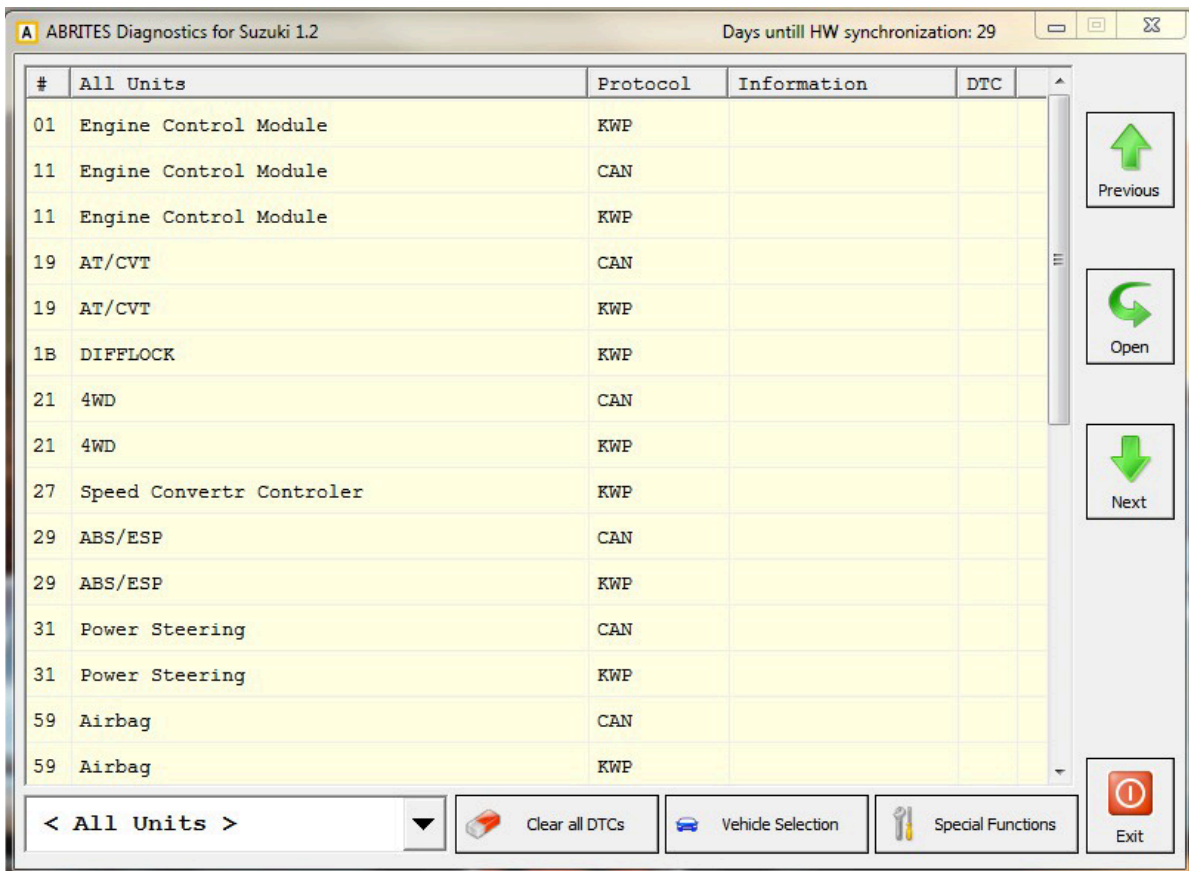 A ABRITES Diagnostics for Suzuki 1.2 Days untill HW synchronization: 29
# All Units Protocol Information DTC
01 Engine Control Module KWP
11 Engine Control Module CAN
11 Engine Control Module KWP
19 AT/CVT CAN
19 AT/CVT KWP
1B DIFFLOCK KWP
21 4WD CAN
21 4WD KWP
27 Speed Convertr Controler KWP
29 ABS/ESP CAN
29 ABS/ESP KWP
31 Power Steering CAN
31 Power Steering KWP
59 Airbag CAN
59 Airbag KWP
Previous
Open
Next
< All Units > Clear all DTCs Vehicle Selection Special Functions Exit